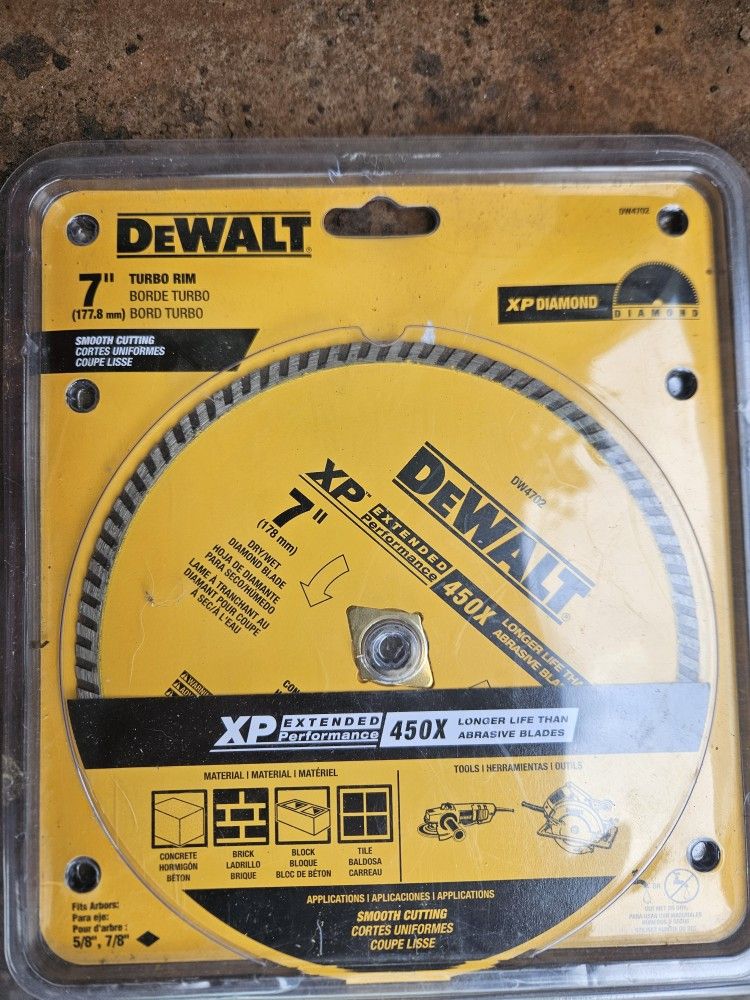 DEWALT
DW4702
7" TURBO RIM
BORDE TURBO
(177.8 mm) BORD TURBO
XP DIAMOND
DIAMOND
SMOOTH CUTTING
CORTES UNIFORMES
COUPE LISSE
DEWALT
DW4702
XP™ EXTENDED Performance 450X LONGER LIFE THAN
ABRASIVE
7"
(178 mm)
DRY/WET
DIAMOND BLADE
HOJA DE DIAMANTE
PARA SECO/HÚMEDO
LAME À TRANCHANT AU
DIAMANT POUR COUPE
À SEC/À L'EAU
XP EXTENDED Performance 450X LONGER LIFE THAN
ABRASIVE BLADES
MATERIAL | MATERIAL | MATÉRIEL
TOOLS | HERRAMIENTAS | OUTILS
CONCRETE
HORMIGÓN
BÉTON
BRICK
LADRILLO
BRIQUE
BLOCK
BLOQUE
BLOC DE BÉTON
TILE
BALDOSA
CARREAU
APPLICATIONS | APLICACIONES | APPLICATIONS
SMOOTH CUTTING
CORTES UNIFORMES
COUPE LISSE
Fits Arbors:
Para eje:
Pour d'arbre :
5/8", 7/8"